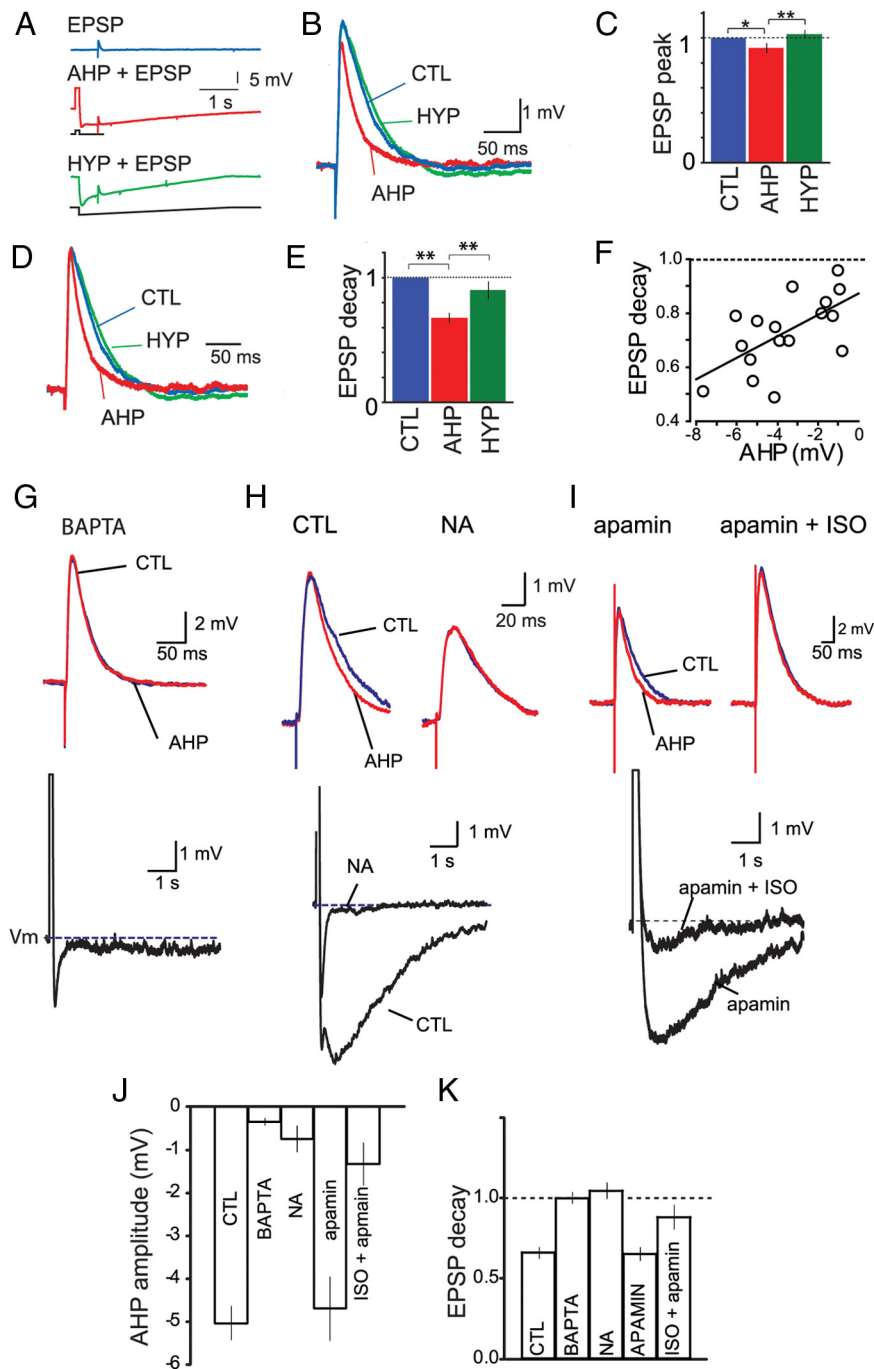 A
EPSP
AHP + EPSP
5 mV
1 s
HYP + EPSP
B
CTL
HYP
AHP
1 mV
50 ms
C
EPSP peak
1
0
* **
CTL
AHP
HYP
D
CTL
HYP
AHP
50 ms
E
EPSP decay
1
0
** **
CTL
AHP
HYP
F
EPSP decay
1.0
0.8
0.6
0.4
-8 -6 -4 -2 0
AHP (mV)
G
BAPTA
CTL
2 mV
50 ms
AHP
1 mV
1 s
Vm
H
CTL NA
1 mV
20 ms
CTL
AHP
1 mV
1 s
NA
CTL
I
apamin apamin + ISO
2 mV
50 ms
CTL
AHP
1 mV
1 s
apamin + ISO
apamin
J
AHP amplitude (mV)
0
-1
-2
-3
-4
-5
-6
CTL
BAPTA
NA
apamin
ISO + apmain
K
EPSP decay
1.0
0.5
0.0
CTL
BAPTA
NA
APAMIN
ISO + apamin